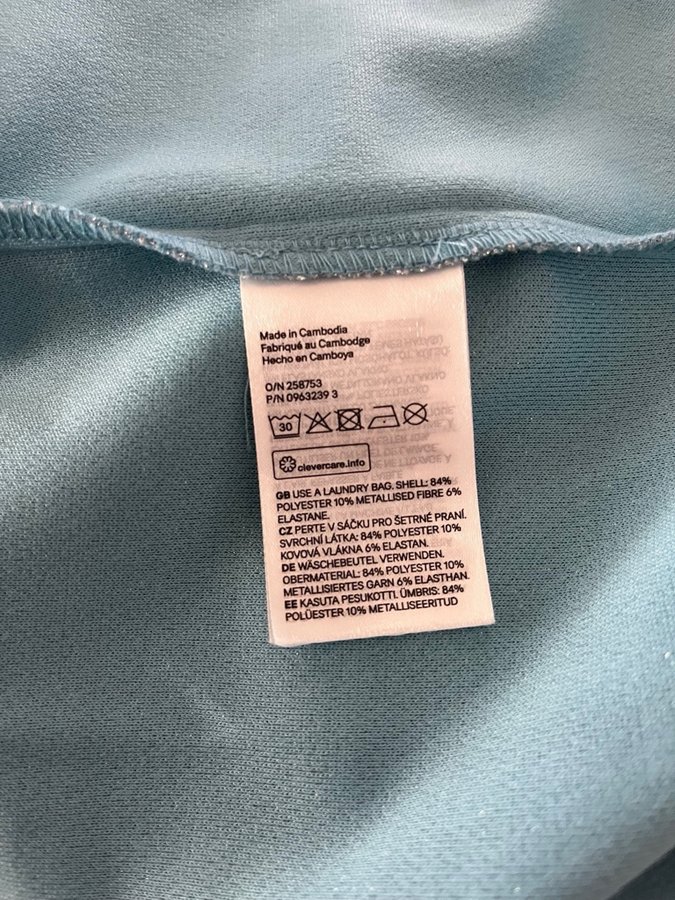 Made in Cambodia
Fabriqué au Cambodge
Hecho en Camboya
O/N 258753
P/N 0963239 3
30
clevercare.info
GB USE A LAUNDRY BAG. SHELL: 84%
POLYESTER 10% METALLISED FIBRE 6%
ELASTANE.
CZ PERTE V SÁČKU PRO ŠETRNÉ PRANÍ.
SVRCHNÍ LÁTKA: 84% POLYESTER 10%
KOVOVÁ VLÁKNA 6% ELASTAN.
DE WÄSCHEBEUTEL VERWENDEN.
OBERMATERIAL: 84% POLYESTER 10%
METALLISIERTES GARN 6% ELASTHAN.
EE KASUTA PESUKOTTI. ÜMBRIS: 84%
POLÜESTER 10% METALLISEERITUD